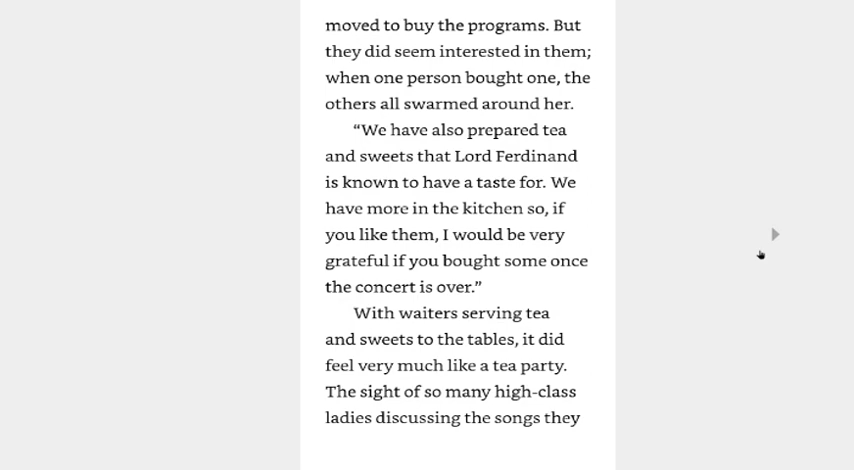 moved to buy the programs. But
they did seem interested in them;
when one person bought one, the
others all swarmed around her.
“We have also prepared tea
and sweets that Lord Ferdinand
is known to have a taste for. We
have more in the kitchen so, if
you like them, I would be very
grateful if you bought some once
the concert is over.”
With waiters serving tea
and sweets to the tables, it did
feel very much like a tea party.
The sight of so many high-class
ladies discussing the songs they